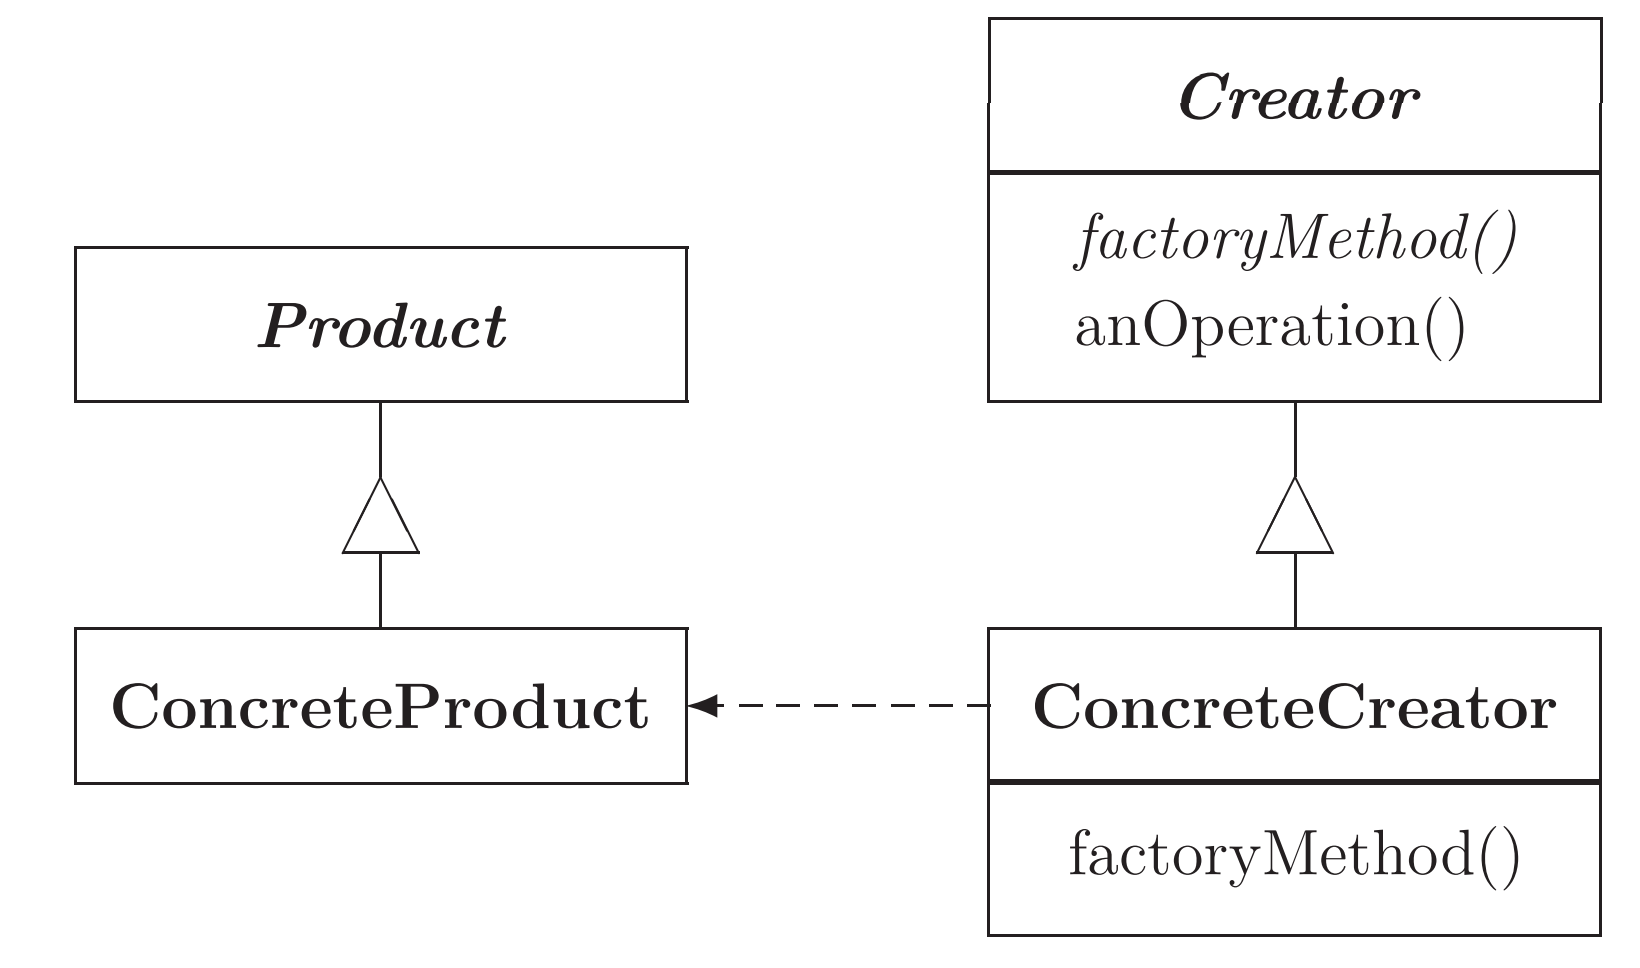 Creator
factoryMethod()
anOperation()
Product
ConcreteProduct
ConcreteCreator
factoryMethod()